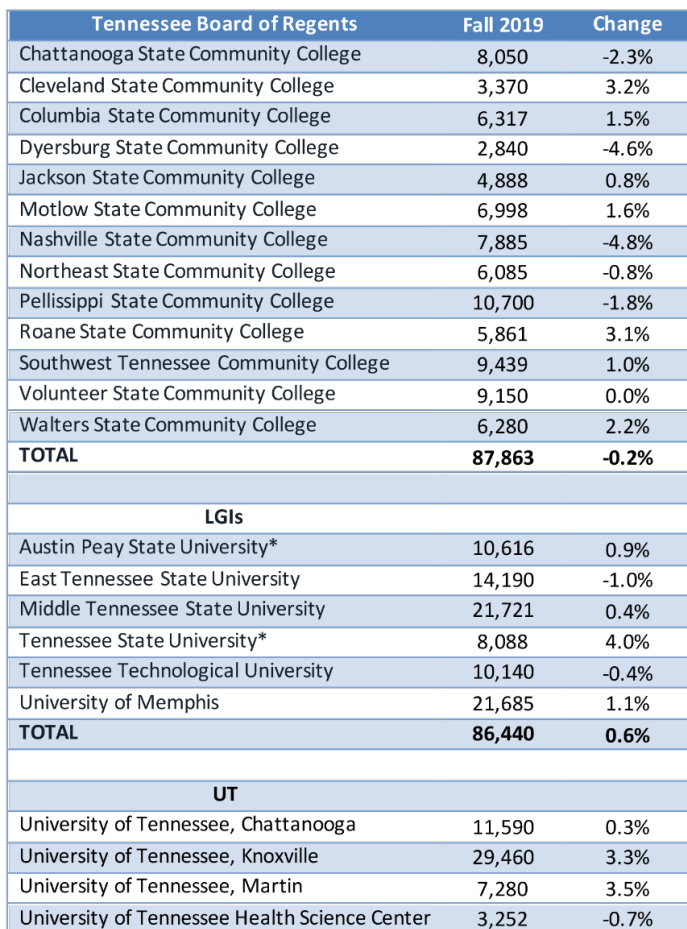 Tennessee Board of Regents Fall 2019 Change
Chattanooga State Community College 8,050 -2.3%
Cleveland State Community College 3,370 3.2%
Columbia State Community College 6,317 1.5%
Dyersburg State Community College 2,840 -4.6%
Jackson State Community College 4,888 0.8%
Motlow State Community College 6,998 1.6%
Nashville State Community College 7,885 -4.8%
Northeast State Community College 6,085 -0.8%
Pellissippi State Community College 10,700 -1.8%
Roane State Community College 5,861 3.1%
Southwest Tennessee Community College 9,439 1.0%
Volunteer State Community College 9,150 0.0%
Walters State Community College 6,280 2.2%
TOTAL 87,863 -0.2%
LGIs
Austin Peay State University* 10,616 0.9%
East Tennessee State University 14,190 -1.0%
Middle Tennessee State University 21,721 0.4%
Tennessee State University* 8,088 4.0%
Tennessee Technological University 10,140 -0.4%
University of Memphis 21,685 1.1%
TOTAL 86,440 0.6%
UT
University of Tennessee, Chattanooga 11,590 0.3%
University of Tennessee, Knoxville 29,460 3.3%
University of Tennessee, Martin 7,280 3.5%
University of Tennessee Health Science Center 3,252 -0.7%